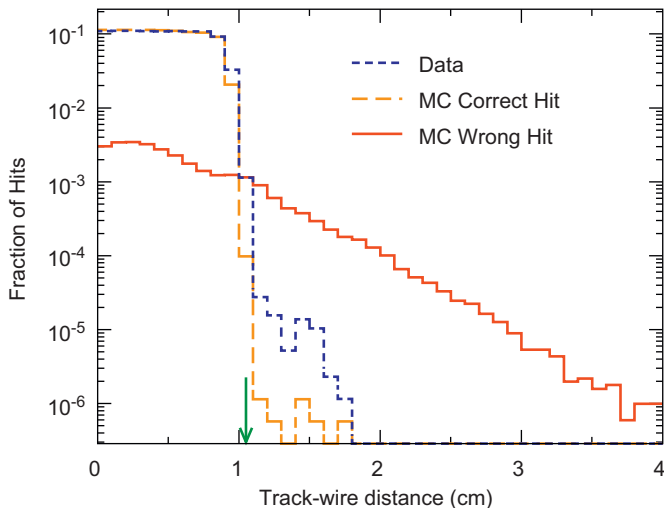 Fraction of Hits
10⁻¹
10⁻²
10⁻³
10⁻⁴
10⁻⁵
10⁻⁶
Data
MC Correct Hit
MC Wrong Hit
0 1 2 3 4
Track-wire distance (cm)